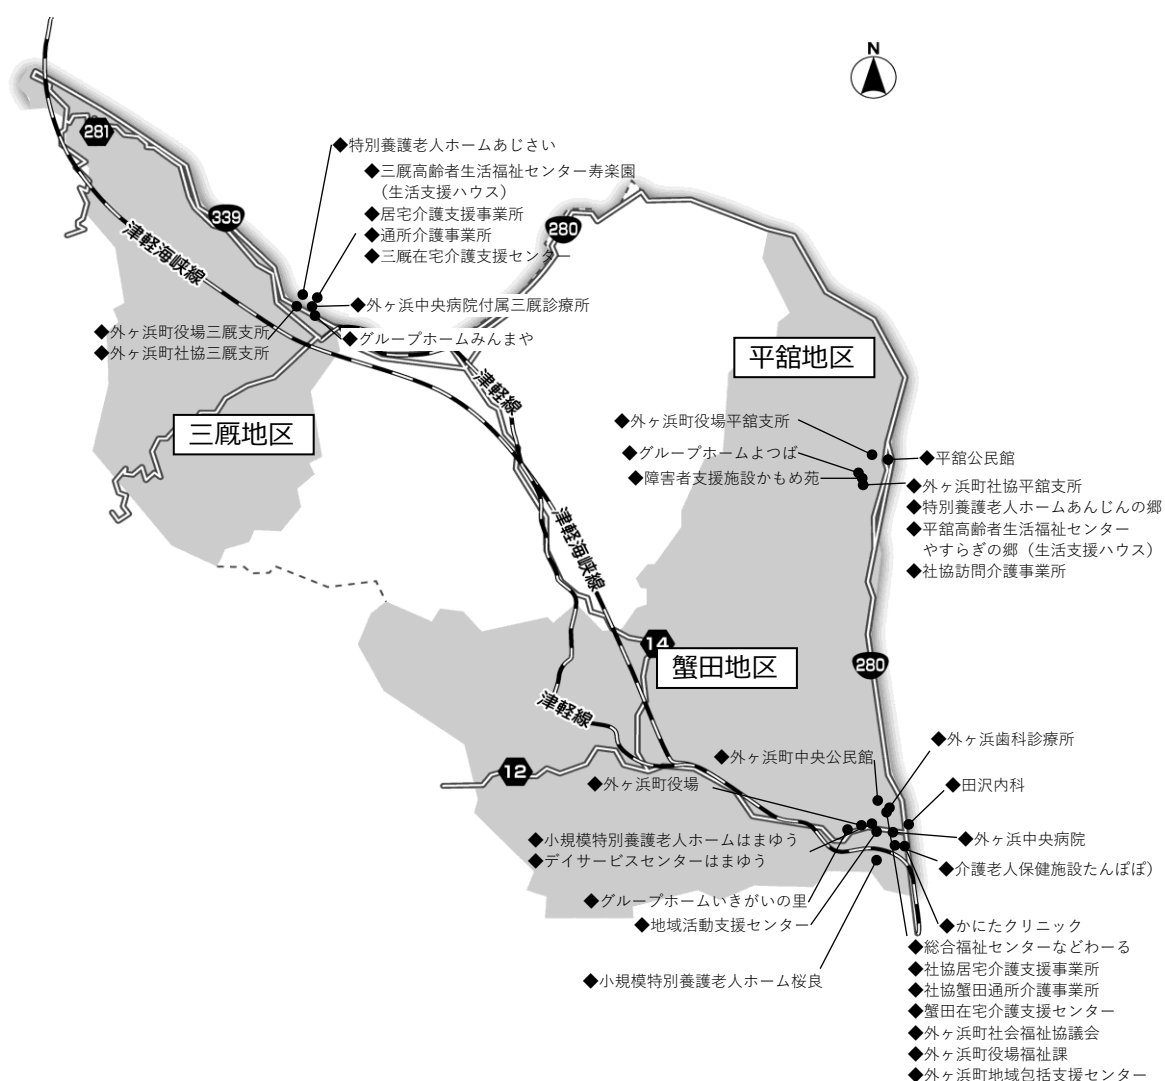 N
281
◆特別養護老人ホームあじさい
◆三厩高齢者生活福祉センター寿楽園
（生活支援ハウス）
◆居宅介護支援事業所
◆通所介護事業所
◆三厩在宅介護支援センター
339
280
津軽海峡線
◆外ヶ浜中央病院付属三厩診療所
◆外ヶ浜町役場三厩支所
◆外ヶ浜町社協三厩支所
◆グループホームみんまや
平舘地区
津軽線
三厩地区
◆外ヶ浜町役場平舘支所
◆グループホームよつば
◆障害者支援施設かもめ苑
◆平舘公民館
◆外ヶ浜町社協平舘支所
◆特別養護老人ホームあんじんの郷
◆平舘高齢者生活福祉センター
やすらぎの郷（生活支援ハウス）
◆社協訪問介護事業所
津軽海峡線
14
蟹田地区
280
津軽線
12
◆外ヶ浜歯科診療所
◆外ヶ浜町中央公民館
◆外ヶ浜町役場
◆田沢内科
◆小規模特別養護老人ホームはまゆう
◆デイサービスセンターはまゆう
◆外ヶ浜中央病院
◆介護老人保健施設たんぽぽ）
◆グループホームいきがいの里
◆地域活動支援センター
◆かにたクリニック
◆総合福祉センターなどわーる
◆社協居宅介護支援事業所
◆小規模特別養護老人ホーム桜良
◆社協蟹田通所介護事業所
◆蟹田在宅介護支援センター
◆外ヶ浜町社会福祉協議会
◆外ヶ浜町役場福祉課
◆外ヶ浜町地域包括支援センター